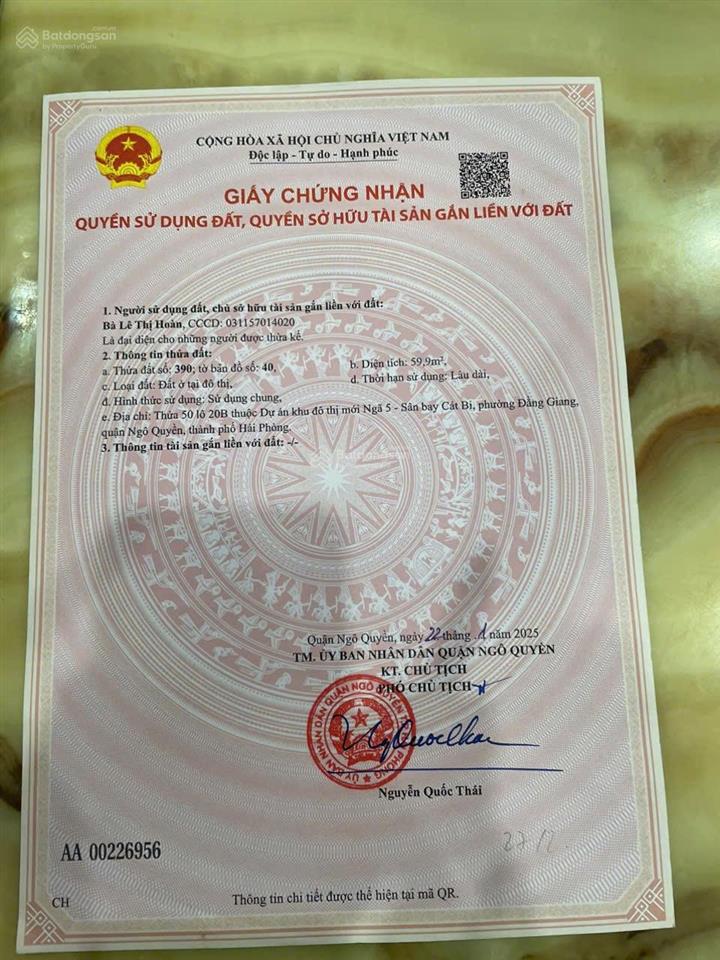 Batdongsan
.com.vn
by PropertyGuru
CỘNG HÒA XÃ HỘI CHỦ NGHĨA VIỆT NAM
Độc lập - Tự do - Hạnh phúc
GIẤY CHỨNG NHẬN
QUYỀN SỬ DỤNG ĐẤT, QUYỀN SỞ HỮU TÀI SẢN GẮN LIỀN VỚI ĐẤT
1. Người sử dụng đất, chủ sở hữu tài sản gắn liền với đất:
Bà Lê Thị Hoàn, CCCD: 031157014020
Là đại diện cho những người được thừa kế.
2. Thông tin thửa đất:
a. Thửa đất số: 390; tờ bản đồ số: 40, b. Diện tích: 59,9m²,
c. Loại đất: Đất ở tại đô thị, d. Thời hạn sử dụng: Lâu dài,
đ. Hình thức sử dụng: Sử dụng chung,
e. Địa chỉ: Thửa 50 lô 20B thuộc Dự án khu đô thị mới Ngã 5 - Sân bay Cát Bi, phường Đằng Giang,
quận Ngô Quyền, thành phố Hải Phòng.
3. Thông tin tài sản gắn liền với đất: -/-
Batdongsan
Quận Ngô Quyền, ngày 22 tháng 1 năm 2025
TM. ỦY BAN NHÂN DÂN QUẬN NGÔ QUYỀN
KT. CHỦ TỊCH
PHÓ CHỦ TỊCH
Nguyễn Quốc Thái
AA 00226956
CH
Thông tin chi tiết được thể hiện tại mã QR.